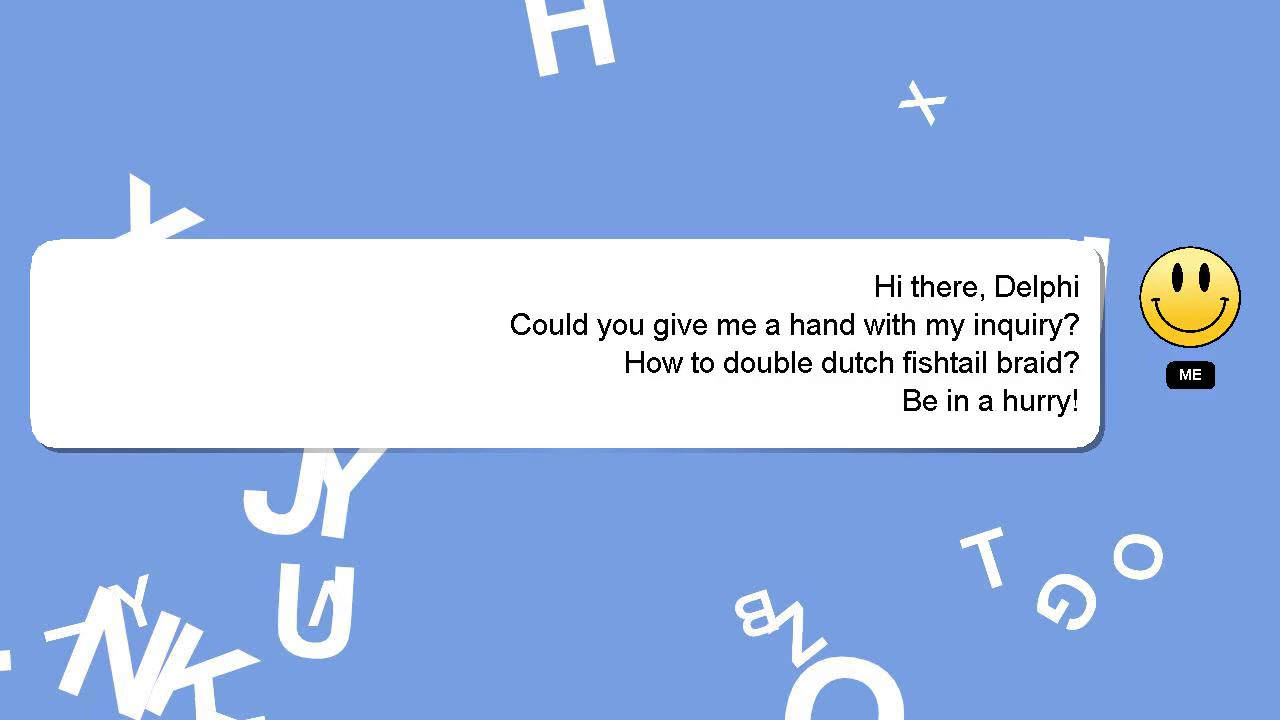 H
X
Y
Hi there, Delphi
Could you give me a hand with my inquiry?
How to double dutch fishtail braid?
Be in a hurry!
ME
J Y
T
O
U
G
Y
B
N
N K
O